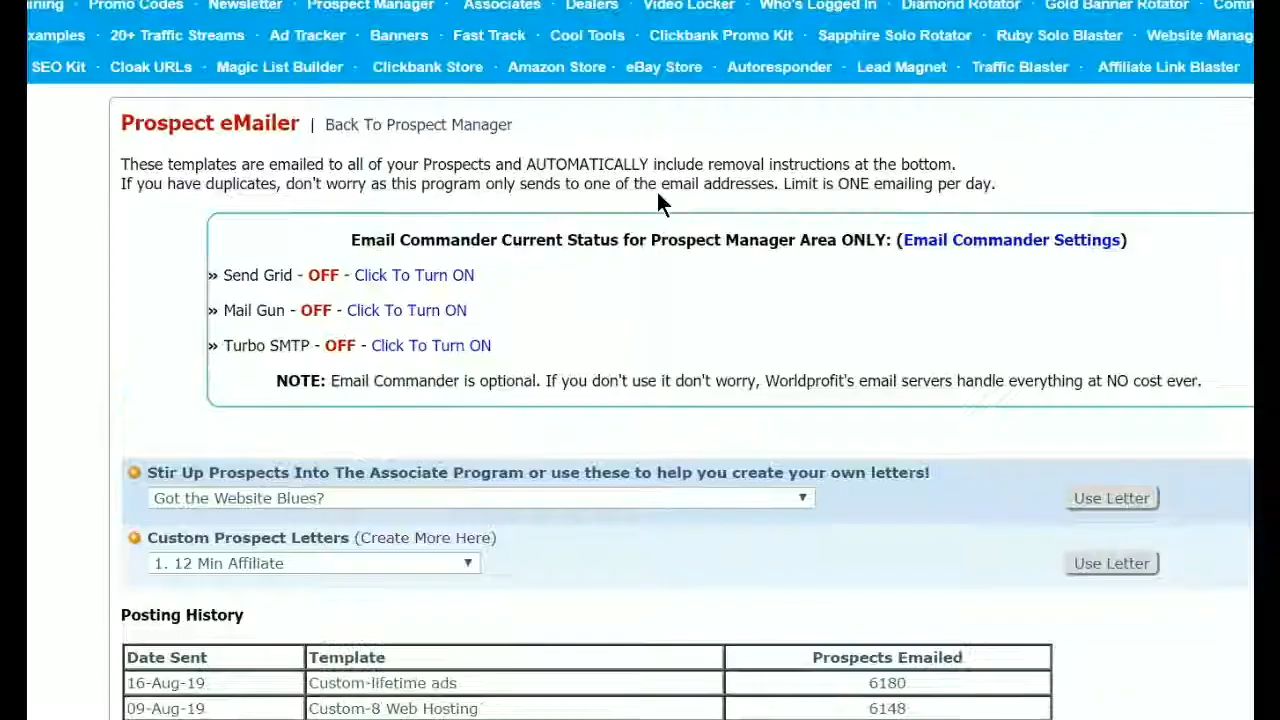 ining · Promo Codes · Newsletter · Prospect Manager · Associates · Dealers · Video Locker · Who's Logged In · Diamond Rotator · Gold Banner Rotator · Comm
xamples · 20+ Traffic Streams · Ad Tracker · Banners · Fast Track · Cool Tools · Clickbank Promo Kit · Sapphire Solo Rotator · Ruby Solo Blaster · Website Manag
SEO Kit · Cloak URLs · Magic List Builder · Clickbank Store · Amazon Store · eBay Store · Autoresponder · Lead Magnet · Traffic Blaster · Affiliate Link Blaster
Prospect eMailer | Back To Prospect Manager
These templates are emailed to all of your Prospects and AUTOMATICALLY include removal instructions at the bottom.
If you have duplicates, don't worry as this program only sends to one of the email addresses. Limit is ONE emailing per day.
Email Commander Current Status for Prospect Manager Area ONLY: (Email Commander Settings)
» Send Grid - OFF - Click To Turn ON
» Mail Gun - OFF - Click To Turn ON
» Turbo SMTP - OFF - Click To Turn ON
NOTE: Email Commander is optional. If you don't use it don't worry, Worldprofit's email servers handle everything at NO cost ever.
Stir Up Prospects Into The Associate Program or use these to help you create your own letters!
Got the Website Blues? Use Letter
Custom Prospect Letters (Create More Here)
1. 12 Min Affiliate Use Letter
Posting History
Date Sent Template Prospects Emailed
16-Aug-19 Custom-lifetime ads 6180
09-Aug-19 Custom-8 Web Hosting 6148